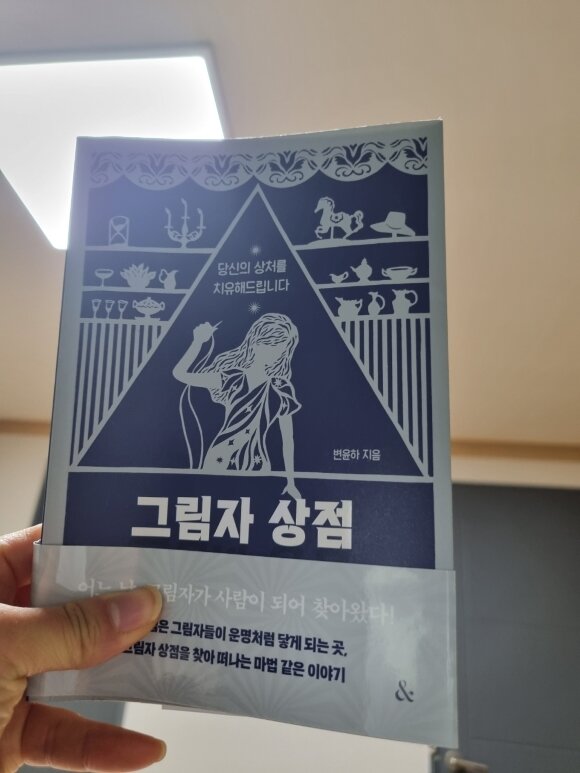 당신의 상처를
치유해드립니다
변윤하 지음
그림자 상점
어느 날 그림자가 사람이 되어 찾아왔다!
은 그림자들이 운명처럼 닿게 되는 곳,
그림자 상점을 찾아 떠나는 마법 같은 이야기
&